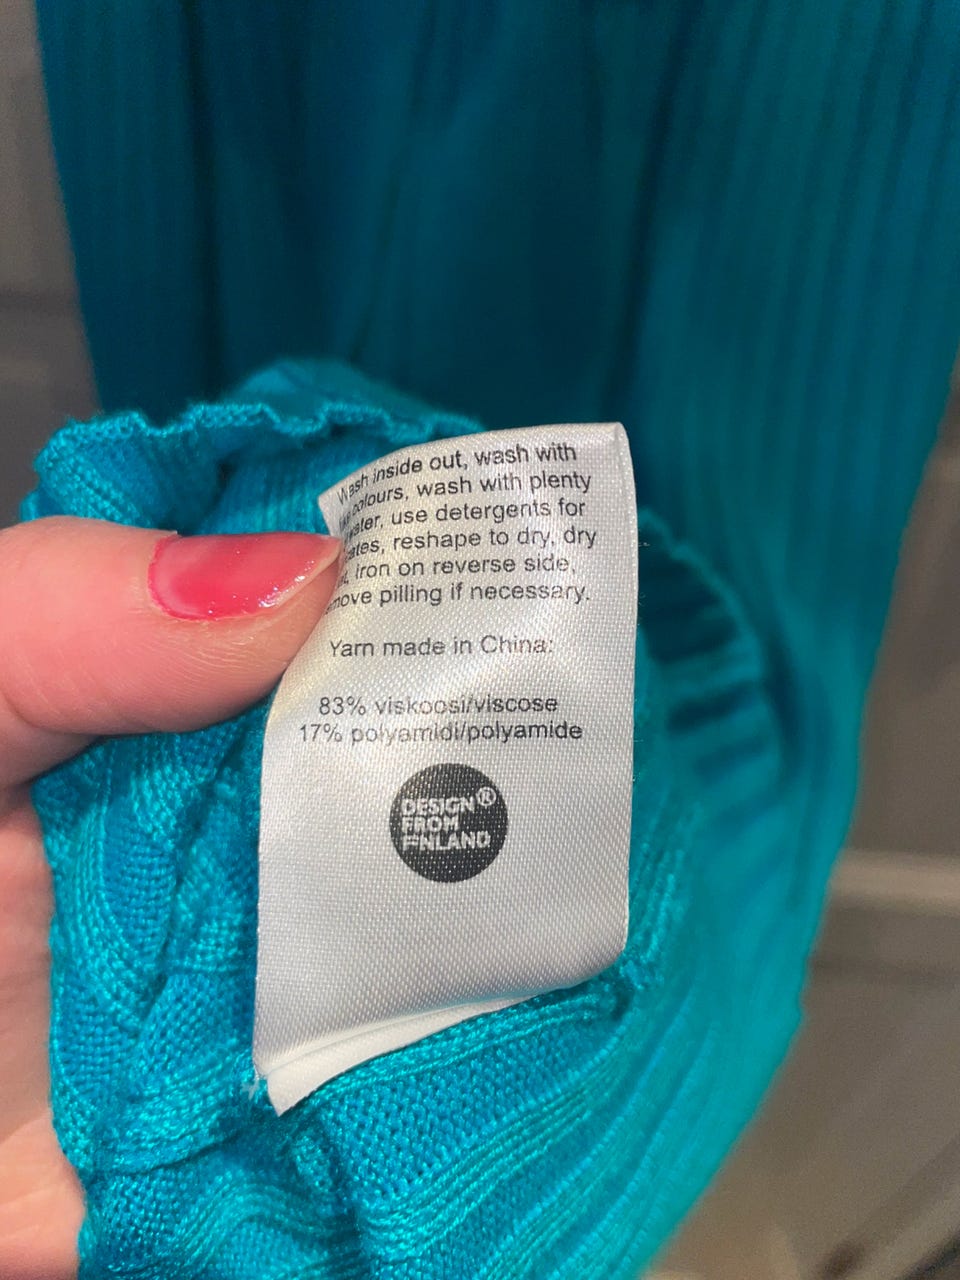 Wash inside out, wash with
colours, wash with plenty
water, use detergents for
reshape to dry, dry
iron on reverse side,
pilling if necessary.
Yarn made in China:
83% viskoosi/viscose
17% polyamidi/polyamide
DESIGN®
FROM
FINLAND